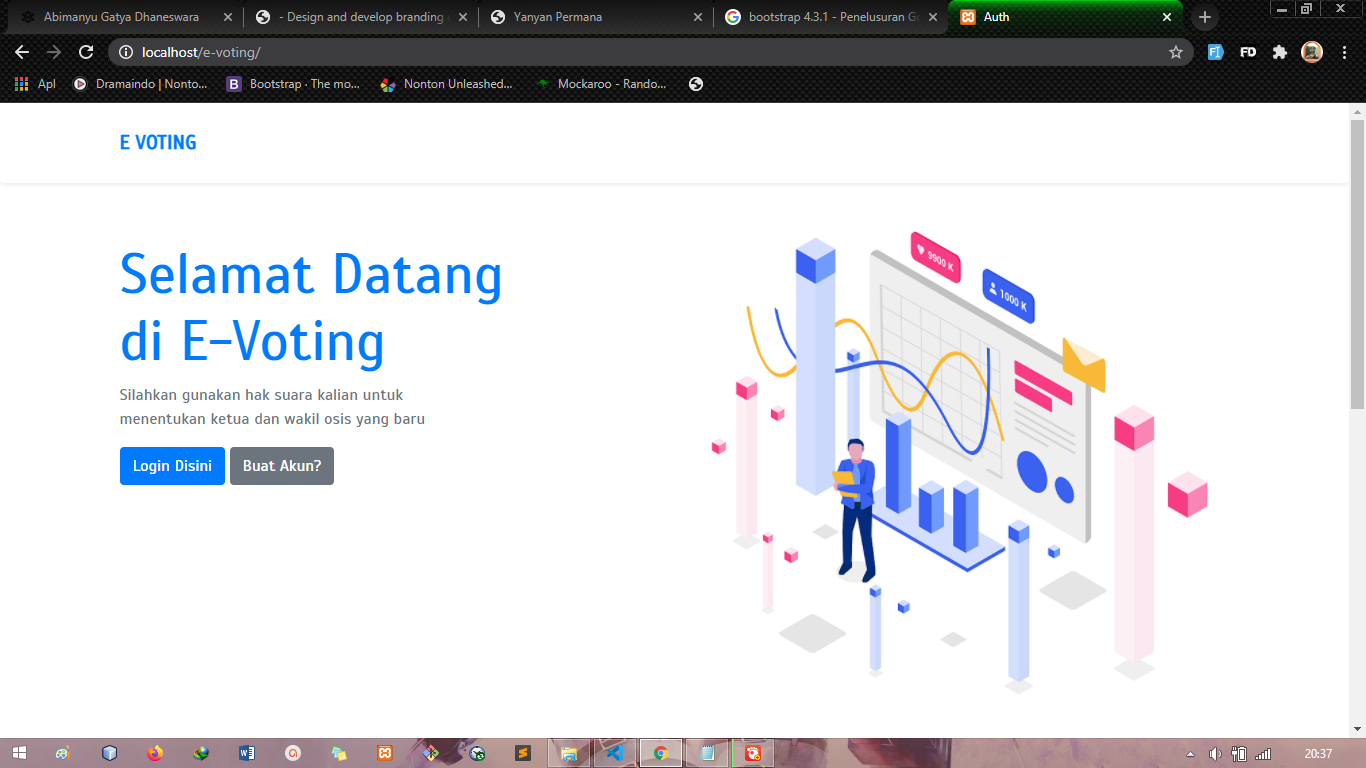 Abimanyu Gatya Dhaneswara
- Design and develop branding
Yanyan Permana
bootstrap 4.3.1 - Penelusuran G
Auth
localhost/e-voting/
FD
Apl
Dramaindo | Nonto...
B
Bootstrap · The mo...
Nonton Unleashed...
Mockaroo - Rando...
E VOTING
9900 K
1000 K
Selamat Datang
di E-Voting
Silahkan gunakan hak suara kalian untuk
menentukan ketua dan wakil osis yang baru
Login Disini
Buat Akun?
20:37